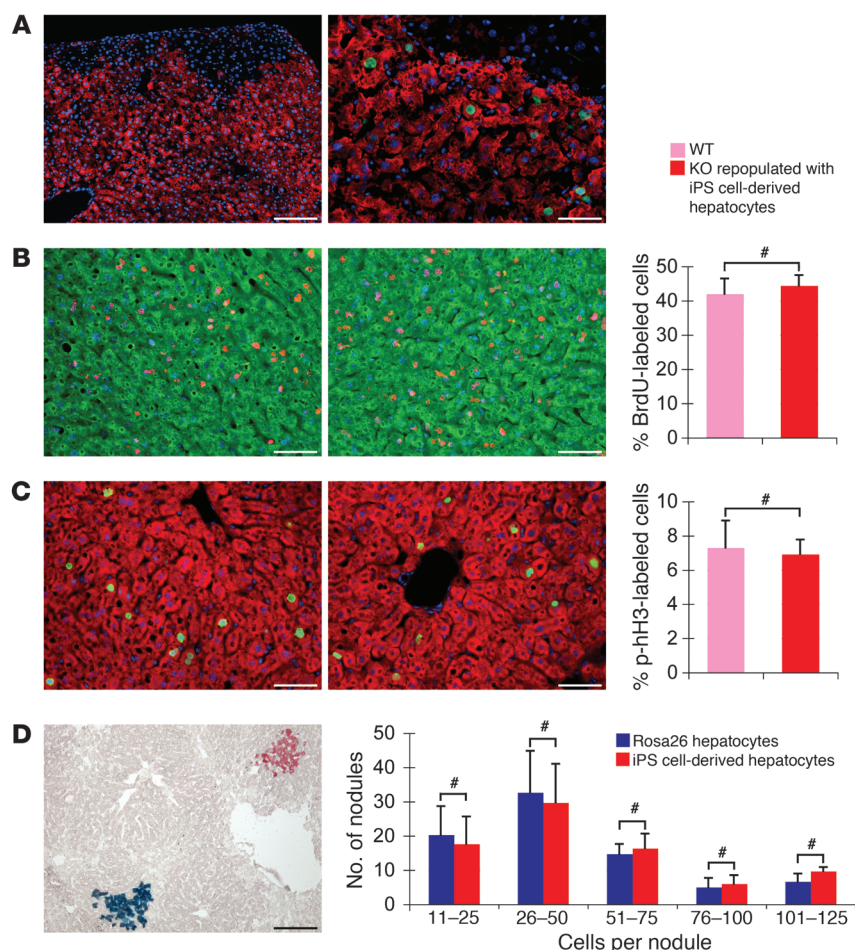 A
WT
KO repopulated with
iPS cell-derived
hepatocytes
B
% BrdU-labeled cells
50
40
30
20
10
0
#
C
% p-hH3-labeled cells
10
8
6
4
2
0
#
D
No. of nodules
50
40
30
20
10
0
#
#
#
#
#
Rosa26 hepatocytes
iPS cell-derived hepatocytes
11–25
26–50
51–75
76–100
101–125
Cells per nodule